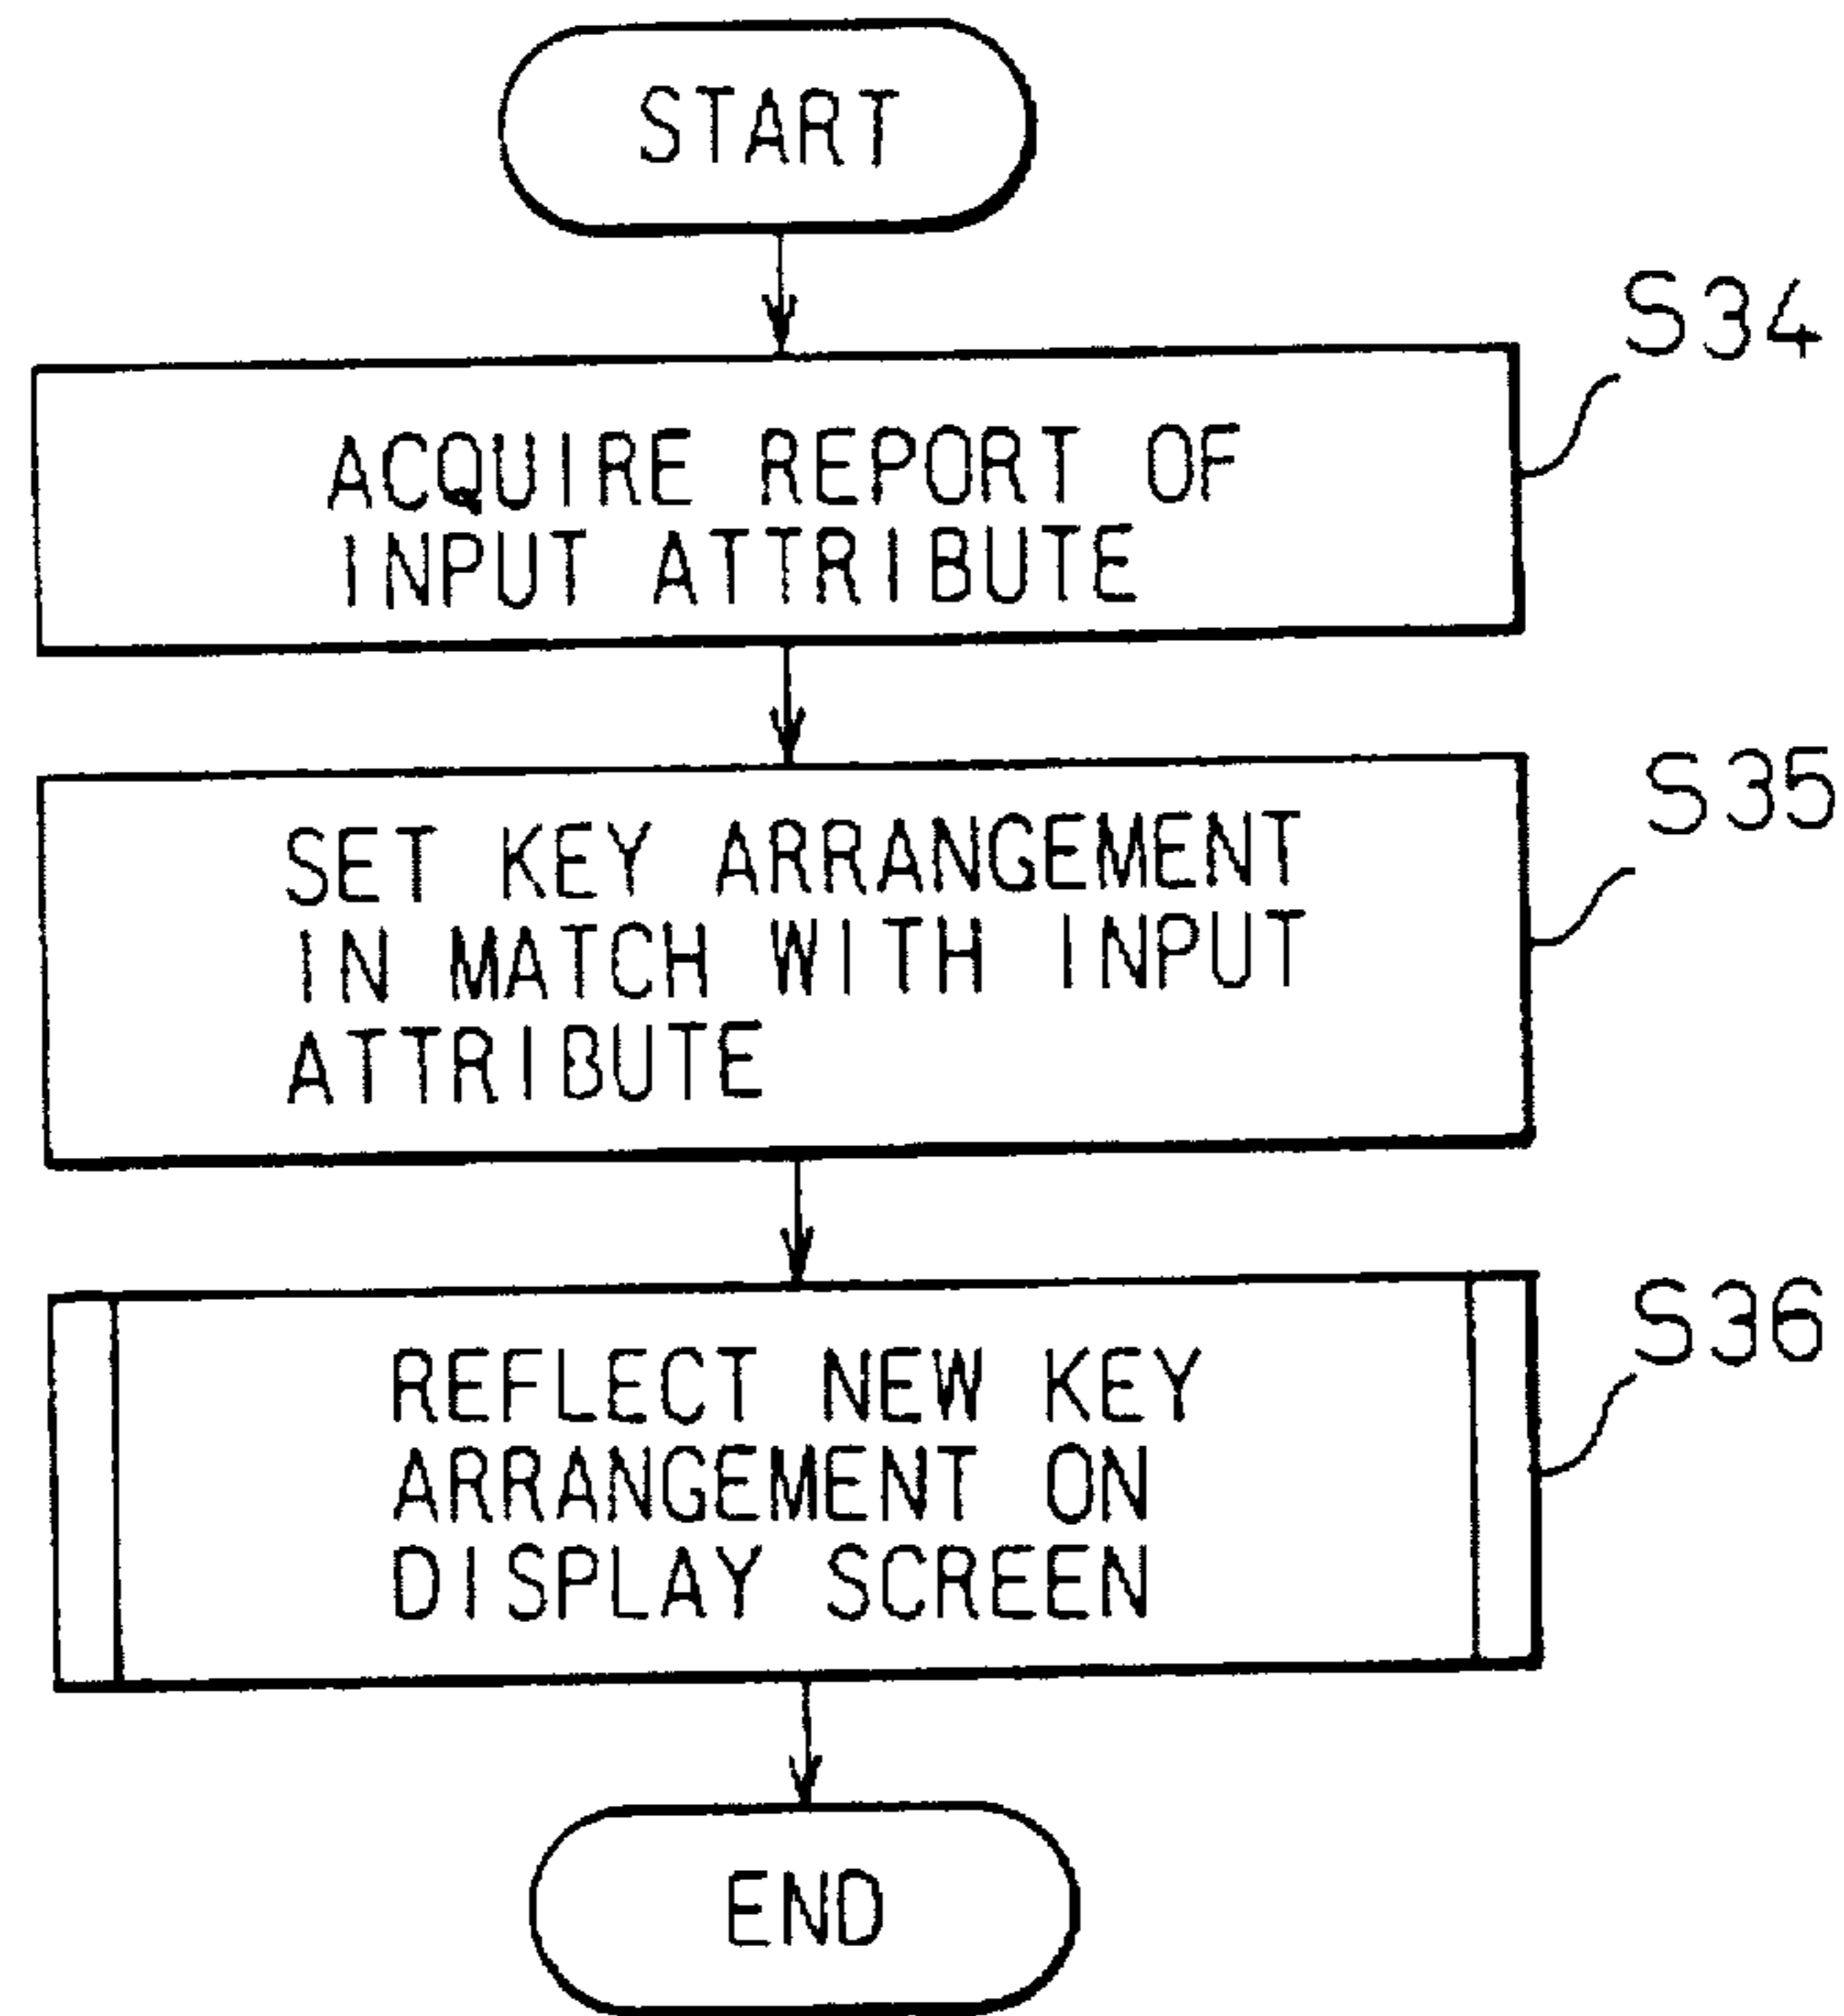 START
S34
ACQUIRE REPORT OF
INPUT ATTRIBUTE
S35
SET KEY ARRANGEMENT
IN MATCH WITH INPUT
ATTRIBUTE
S36
REFLECT NEW KEY
ARRANGEMENT ON
DISPLAY SCREEN
END